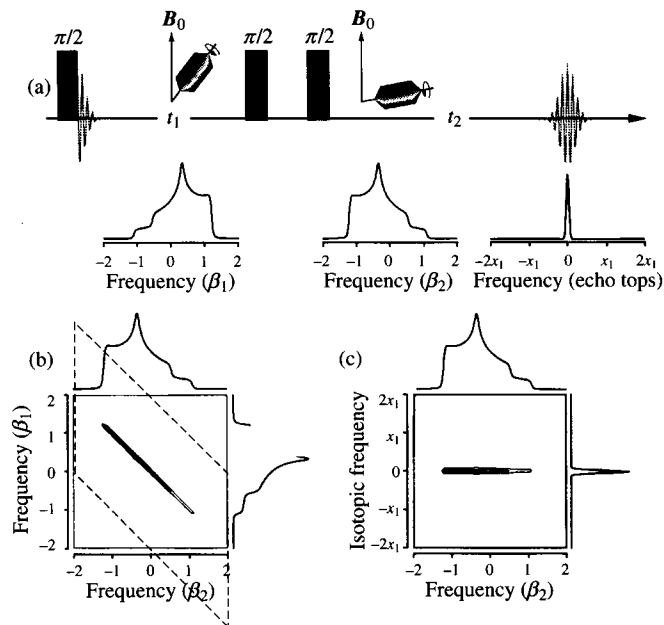 B₀ B₀
π/2 π/2 π/2
(a)
t₁ t₂
−2 −1 0 1 2
Frequency (β₁)
−2 −1 0 1 2
Frequency (β₂)
−2x₁ −x₁ 0 x₁ 2x₁
Frequency (echo tops)
(b)
2
1
0
−1
−2
Frequency (β₁)
−2 −1 0 1 2
Frequency (β₂)
(c)
2x₁
x₁
0
−x₁
−2x₁
Isotopic frequency
−2 −1 0 1 2
Frequency (β₂)